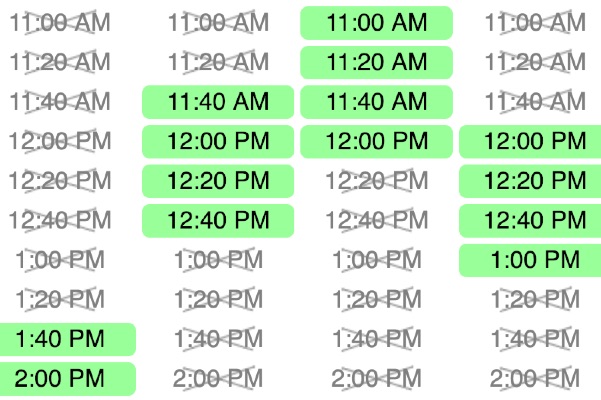 11:00 AM 11:00 AM 11:00 AM 11:00 AM
11:20 AM 11:20 AM 11:20 AM 11:20 AM
11:40 AM 11:40 AM 11:40 AM 11:40 AM
12:00 PM 12:00 PM 12:00 PM 12:00 PM
12:20 PM 12:20 PM 12:20 PM 12:20 PM
12:40 PM 12:40 PM 12:40 PM 12:40 PM
1:00 PM 1:00 PM 1:00 PM 1:00 PM
1:20 PM 1:20 PM 1:20 PM 1:20 PM
1:40 PM 1:40 PM 1:40 PM 1:40 PM
2:00 PM 2:00 PM 2:00 PM 2:00 PM